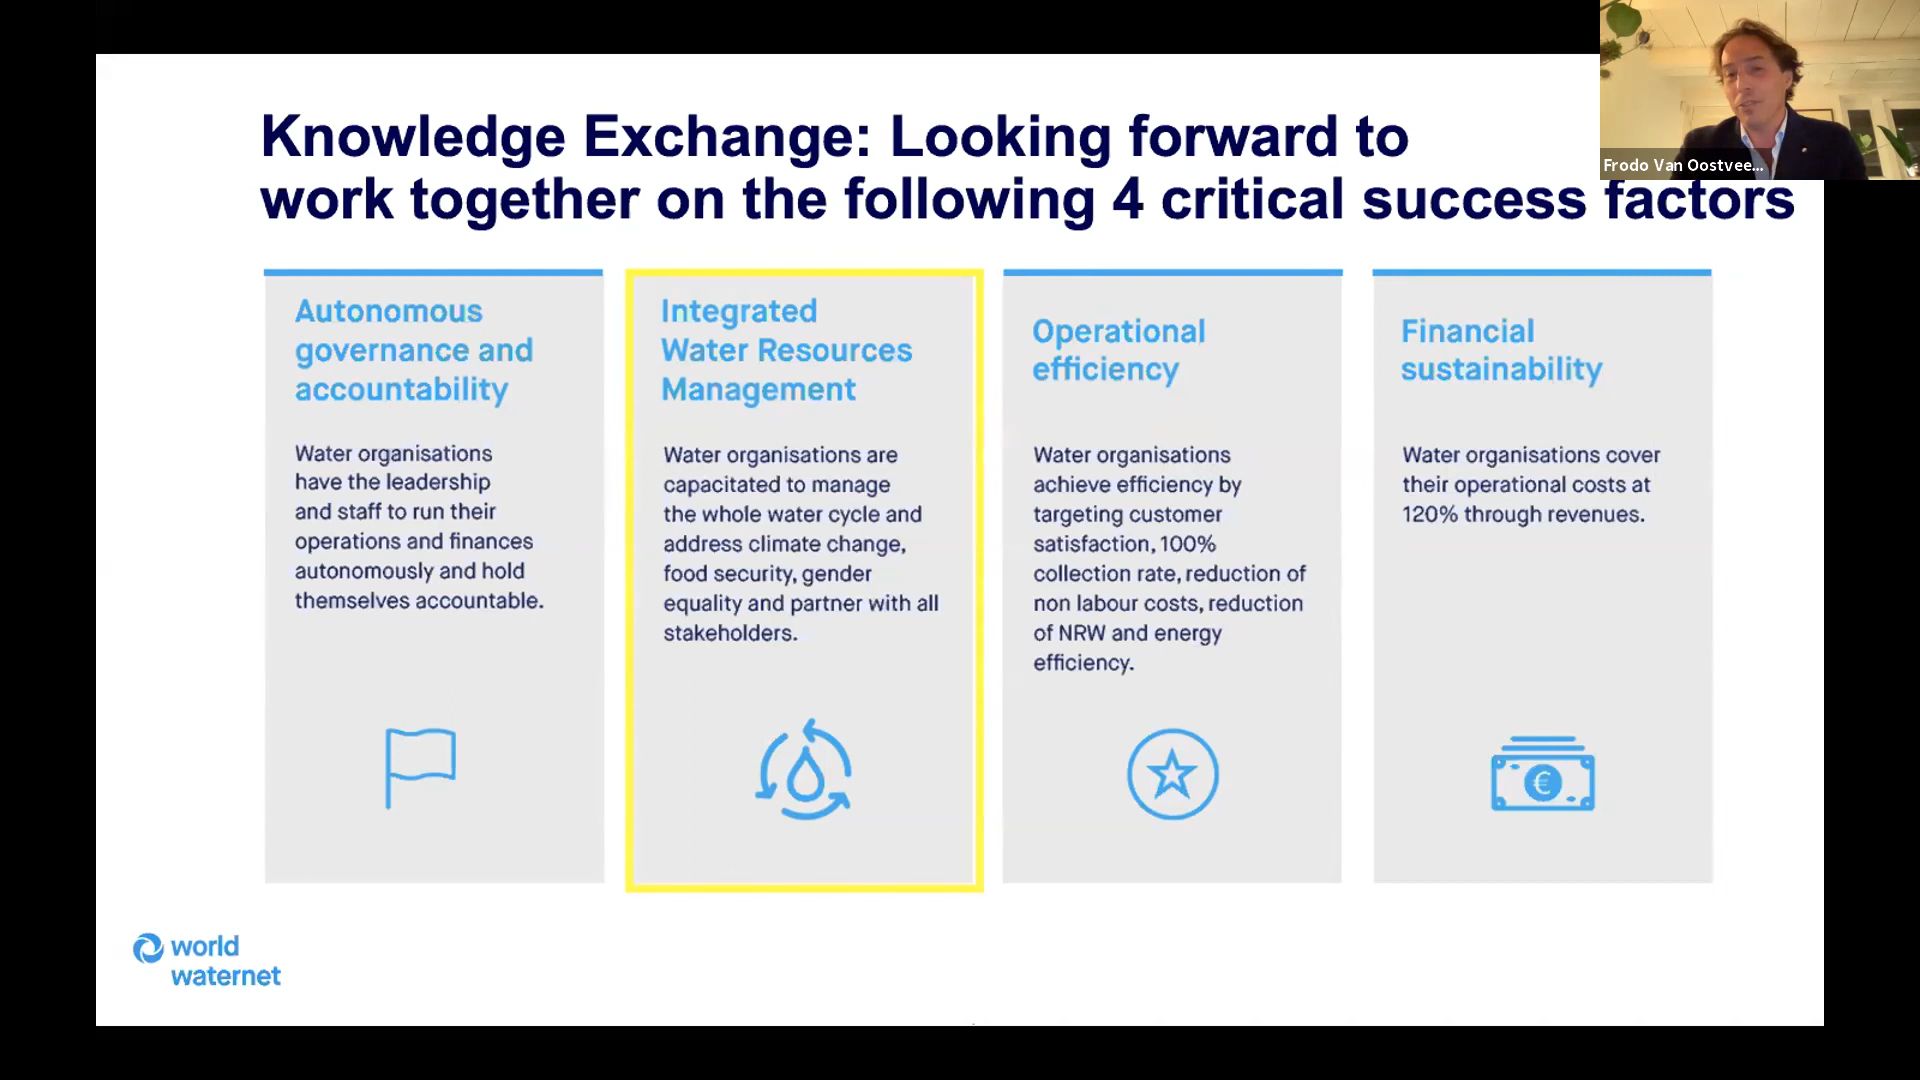 Knowledge Exchange: Looking forward to
work together on the following 4 critical success factors
Frodo Van Oostvee...
Autonomous
governance and
accountability
Water organisations
have the leadership
and staff to run their
operations and finances
autonomously and hold
themselves accountable.
Integrated
Water Resources
Management
Water organisations are
capacitated to manage
the whole water cycle and
address climate change,
food security, gender
equality and partner with all
stakeholders.
Operational
efficiency
Water organisations
achieve efficiency by
targeting customer
satisfaction, 100%
collection rate, reduction of
non labour costs, reduction
of NRW and energy
efficiency.
Financial
sustainability
Water organisations cover
their operational costs at
120% through revenues.
€
world
waternet